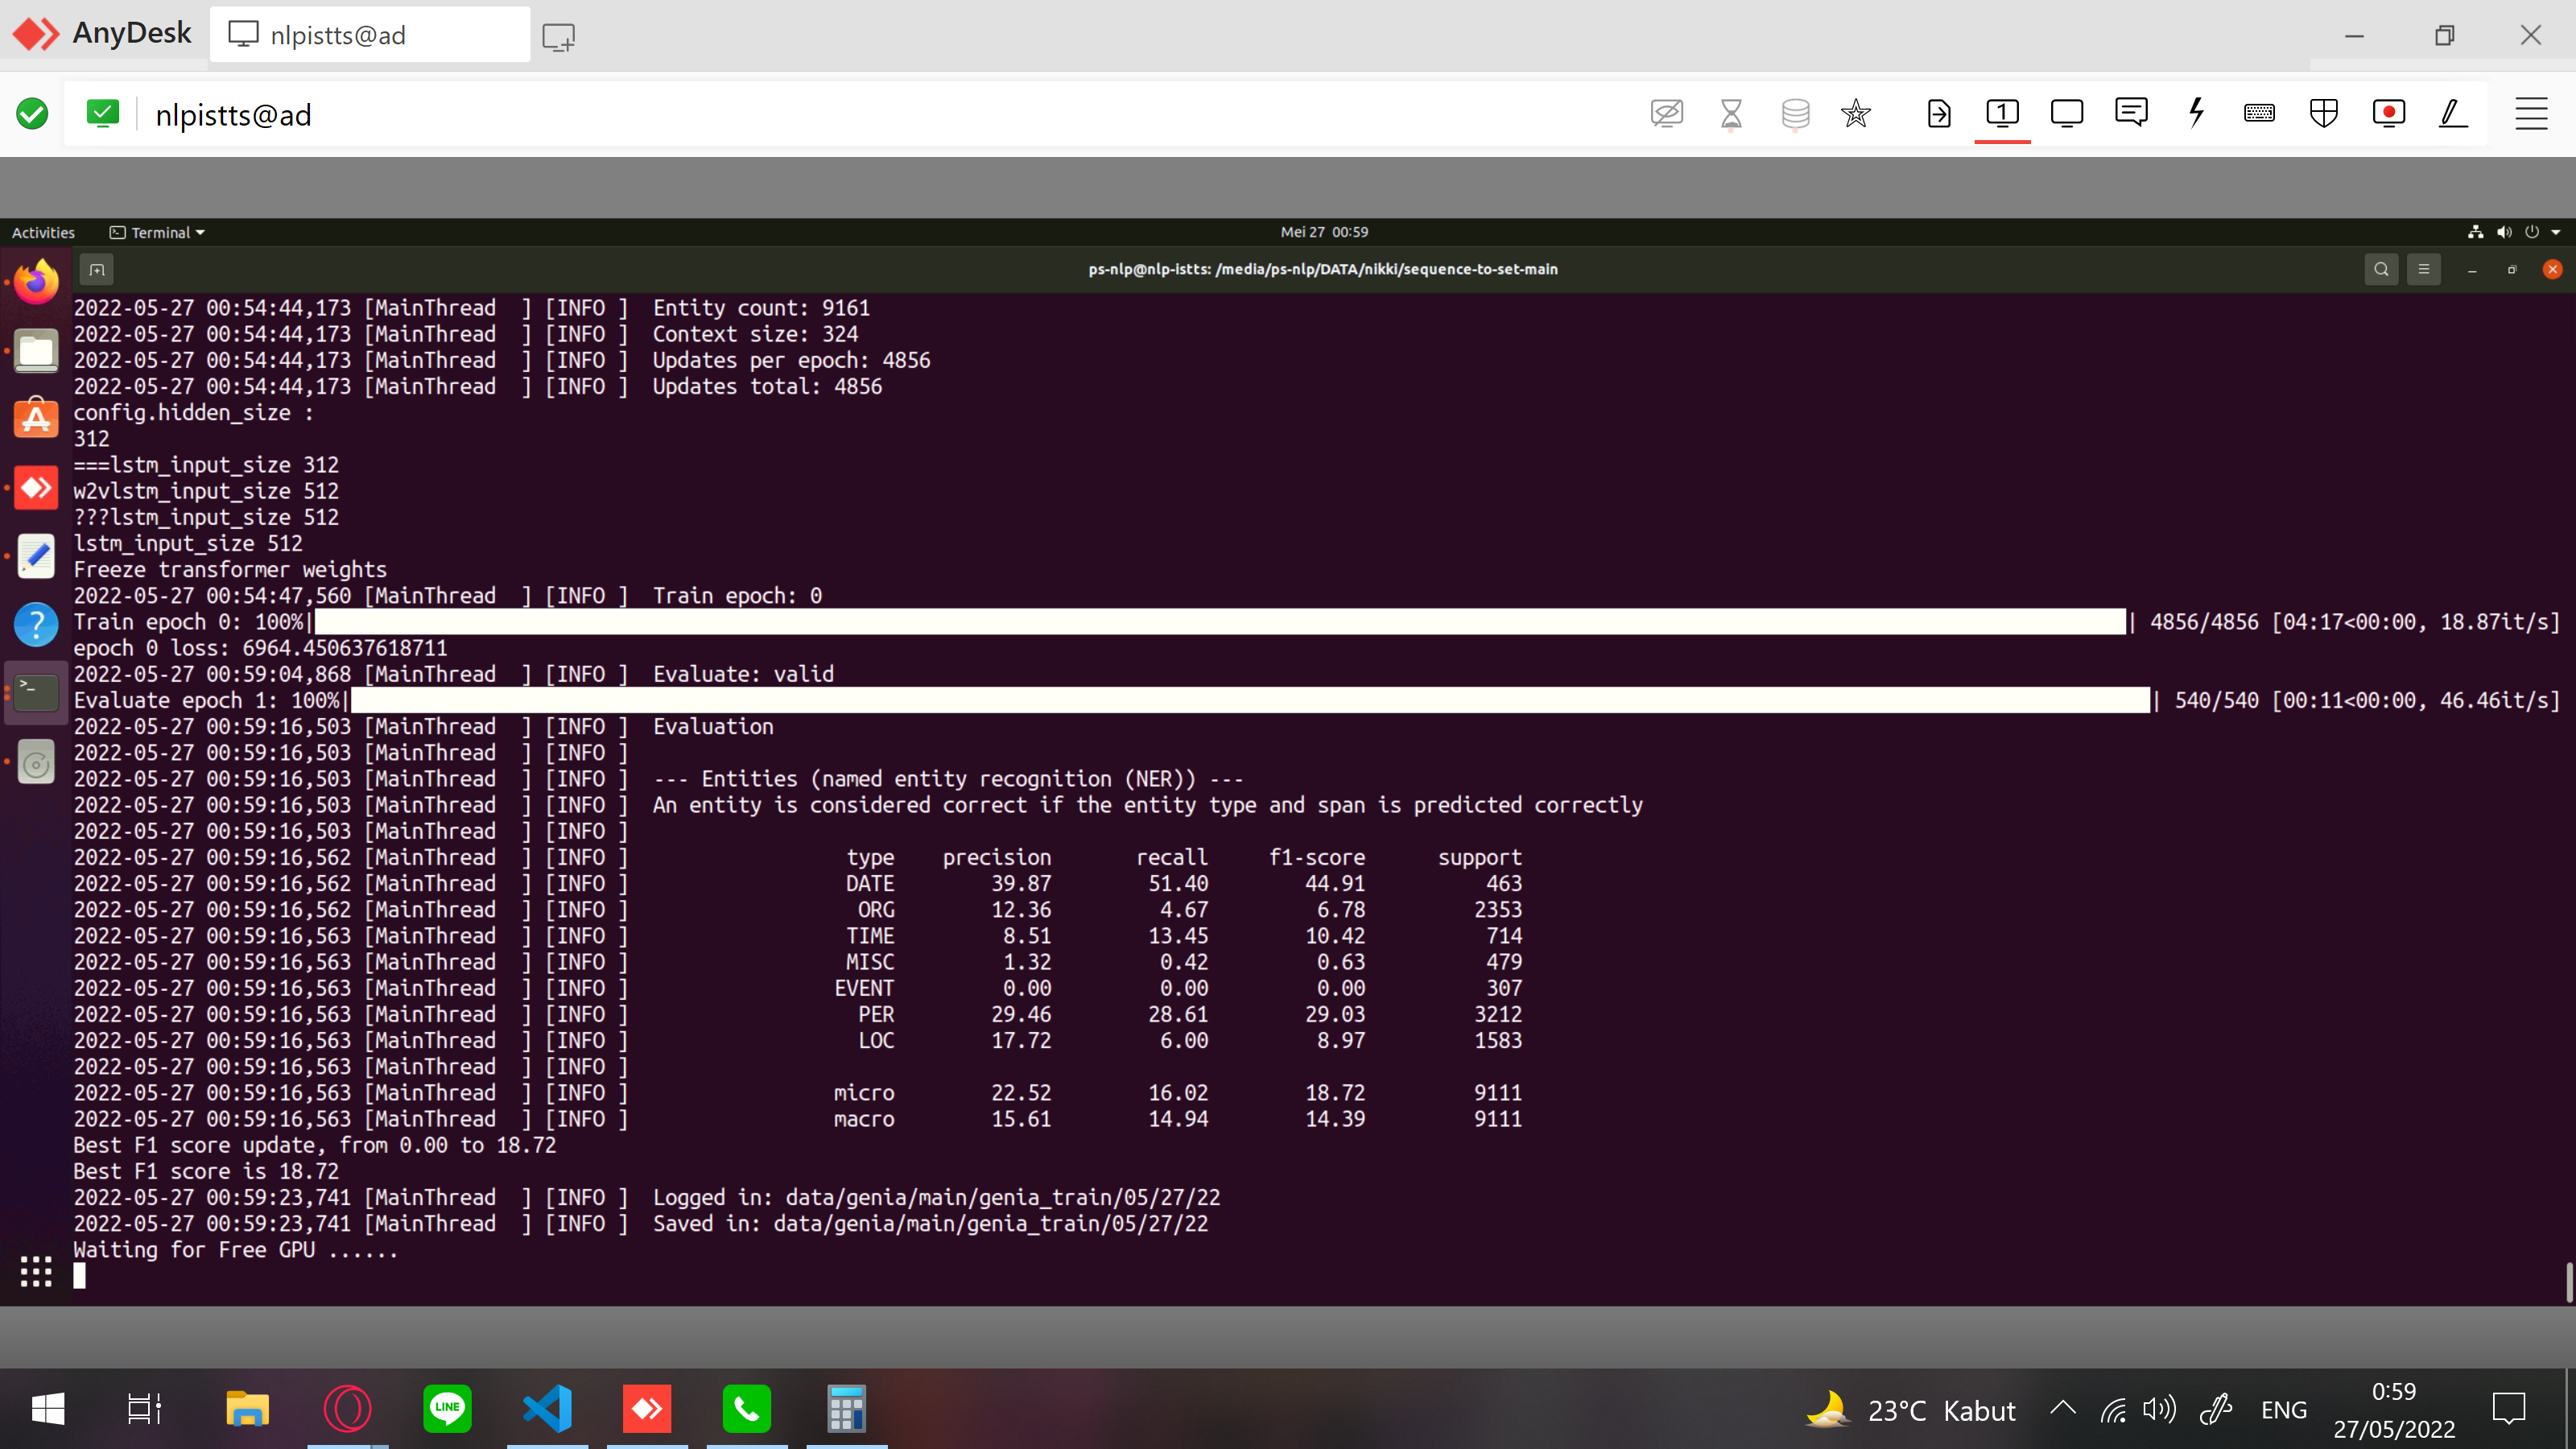 AnyDesk nlpistts@ad
nlpistts@ad
Activities Terminal Mei 27 00:59
ps-nlp@nlp-istts: /media/ps-nlp/DATA/nikki/sequence-to-set-main
2022-05-27 00:54:44,173 [MainThread  ] [INFO ]  Entity count: 9161
2022-05-27 00:54:44,173 [MainThread  ] [INFO ]  Context size: 324
2022-05-27 00:54:44,173 [MainThread  ] [INFO ]  Updates per epoch: 4856
2022-05-27 00:54:44,173 [MainThread  ] [INFO ]  Updates total: 4856
config.hidden_size :
312
===lstm_input_size 312
w2vlstm_input_size 512
???lstm_input_size 512
lstm_input_size 512
Freeze transformer weights
2022-05-27 00:54:47,560 [MainThread  ] [INFO ]  Train epoch: 0
Train epoch 0: 100%| | 4856/4856 [04:17<00:00, 18.87it/s]
epoch 0 loss: 6964.450637618711
2022-05-27 00:59:04,868 [MainThread  ] [INFO ]  Evaluate: valid
Evaluate epoch 1: 100%| | 540/540 [00:11<00:00, 46.46it/s]
2022-05-27 00:59:16,503 [MainThread  ] [INFO ]  Evaluation
2022-05-27 00:59:16,503 [MainThread  ] [INFO ]
2022-05-27 00:59:16,503 [MainThread  ] [INFO ]  --- Entities (named entity recognition (NER)) ---
2022-05-27 00:59:16,503 [MainThread  ] [INFO ]  An entity is considered correct if the entity type and span is predicted correctly
2022-05-27 00:59:16,503 [MainThread  ] [INFO ]
2022-05-27 00:59:16,562 [MainThread  ] [INFO ]  type precision recall f1-score support
2022-05-27 00:59:16,562 [MainThread  ] [INFO ]  DATE 39.87 51.40 44.91 463
2022-05-27 00:59:16,562 [MainThread  ] [INFO ]  ORG 12.36 4.67 6.78 2353
2022-05-27 00:59:16,563 [MainThread  ] [INFO ]  TIME 8.51 13.45 10.42 714
2022-05-27 00:59:16,563 [MainThread  ] [INFO ]  MISC 1.32 0.42 0.63 479
2022-05-27 00:59:16,563 [MainThread  ] [INFO ]  EVENT 0.00 0.00 0.00 307
2022-05-27 00:59:16,563 [MainThread  ] [INFO ]  PER 29.46 28.61 29.03 3212
2022-05-27 00:59:16,563 [MainThread  ] [INFO ]  LOC 17.72 6.00 8.97 1583
2022-05-27 00:59:16,563 [MainThread  ] [INFO ]
2022-05-27 00:59:16,563 [MainThread  ] [INFO ]  micro 22.52 16.02 18.72 9111
2022-05-27 00:59:16,563 [MainThread  ] [INFO ]  macro 15.61 14.94 14.39 9111
Best F1 score update, from 0.00 to 18.72
Best F1 score is 18.72
2022-05-27 00:59:23,741 [MainThread  ] [INFO ]  Logged in: data/genia/main/genia_train/05/27/22
2022-05-27 00:59:23,741 [MainThread  ] [INFO ]  Saved in: data/genia/main/genia_train/05/27/22
Waiting for Free GPU ......
LINE
23°C Kabut ENG 0:59
27/05/2022